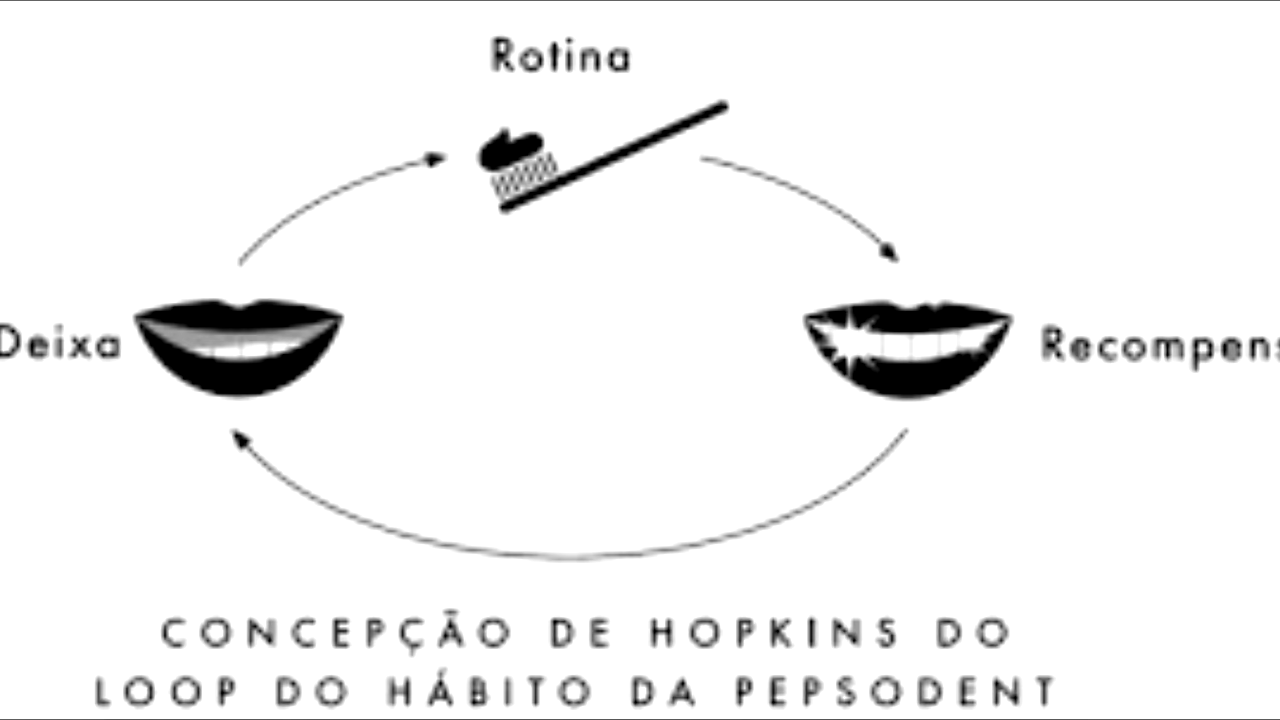 Rotina
Deixa
Recompens
CONCEPÇÃO DE HOPKINS DO
LOOP DO HÁBITO DA PEPSODENT